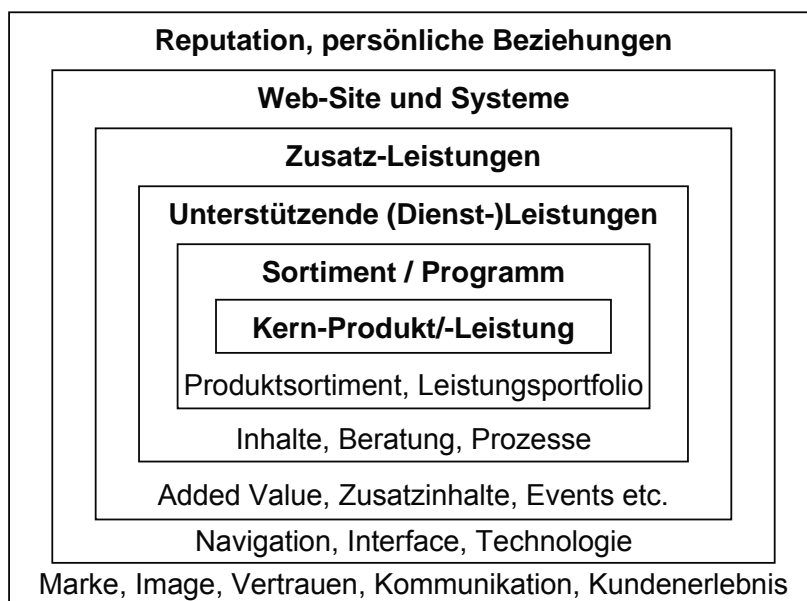 Reputation, persönliche Beziehungen
Web-Site und Systeme
Zusatz-Leistungen
Unterstützende (Dienst-)Leistungen
Sortiment / Programm
Kern-Produkt/-Leistung
Produktsortiment, Leistungsportfolio
Inhalte, Beratung, Prozesse
Added Value, Zusatzinhalte, Events etc.
Navigation, Interface, Technologie
Marke, Image, Vertrauen, Kommunikation, Kundenerlebnis